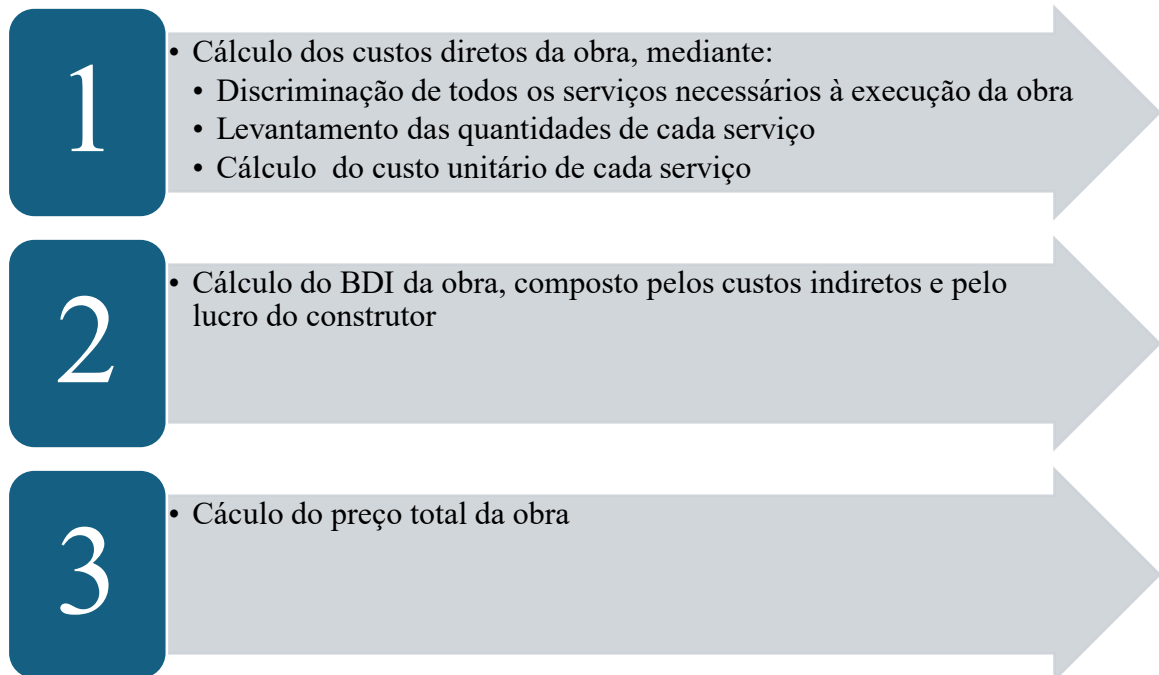 1
• Cálculo dos custos diretos da obra, mediante:
• Discriminação de todos os serviços necessários à execução da obra
• Levantamento das quantidades de cada serviço
• Cálculo do custo unitário de cada serviço
2
• Cálculo do BDI da obra, composto pelos custos indiretos e pelo
lucro do construtor
3
• Cáculo do preço total da obra